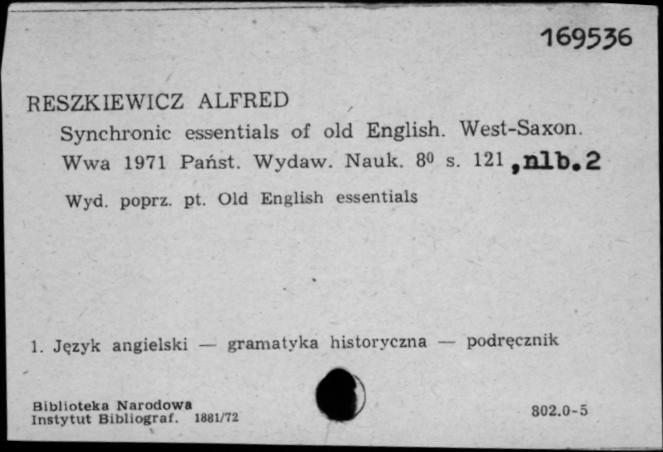 169536
RESZKIEWICZ ALFRED
Synchronic essentials of old English. West-Saxon.
Wwa 1971 Państ. Wydaw. Nauk. 8⁰ s. 121 ,nlb.2
Wyd. poprz. pt. Old English essentials
1. Język angielski — gramatyka historyczna — podręcznik
Biblioteka Narodowa
Instytut Bibliograf. 1881/72
802.0-5